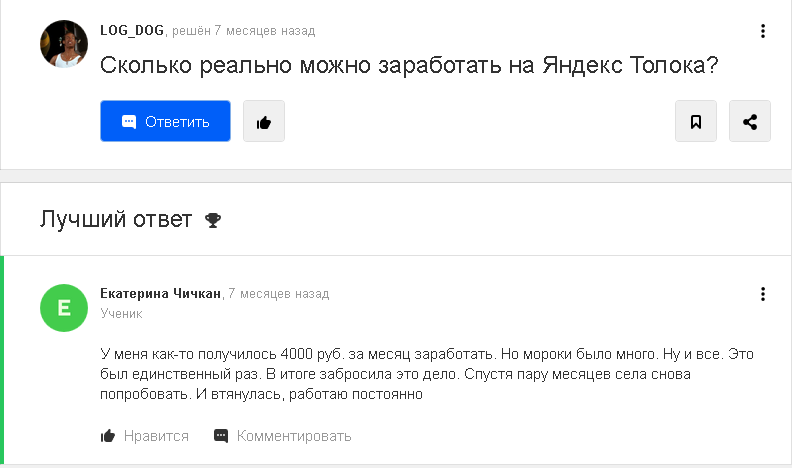 LOG_DOG, решён 7 месяцев назад
Сколько реально можно заработать на Яндекс Толока?
Ответить
Лучший ответ
E
Екатерина Чичкан, 7 месяцев назад
Ученик
У меня как-то получилось 4000 руб. за месяц заработать. Но мороки было много. Ну и все. Это
был единственный раз. В итоге забросила это дело. Спустя пару месяцев села снова
попробовать. И втянулась, работаю постоянно
Нравится
Комментировать